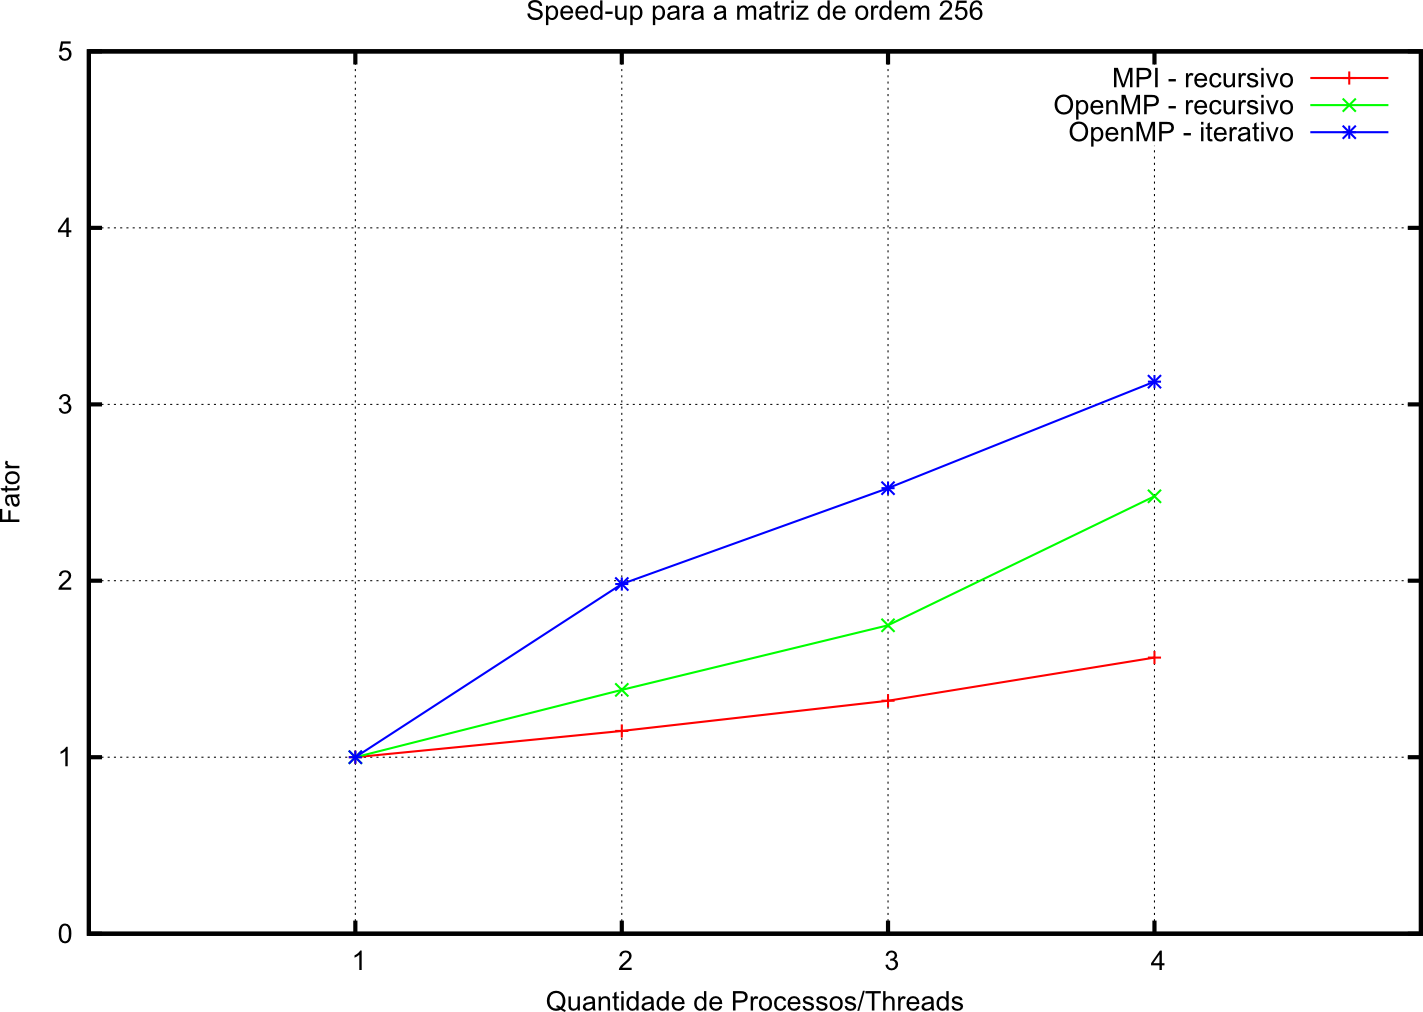 Speed-up para a matriz de ordem 256
5
4
3
2
1
0
Fator
MPI - recursivo
OpenMP - recursivo
OpenMP - iterativo
1 2 3 4
Quantidade de Processos/Threads